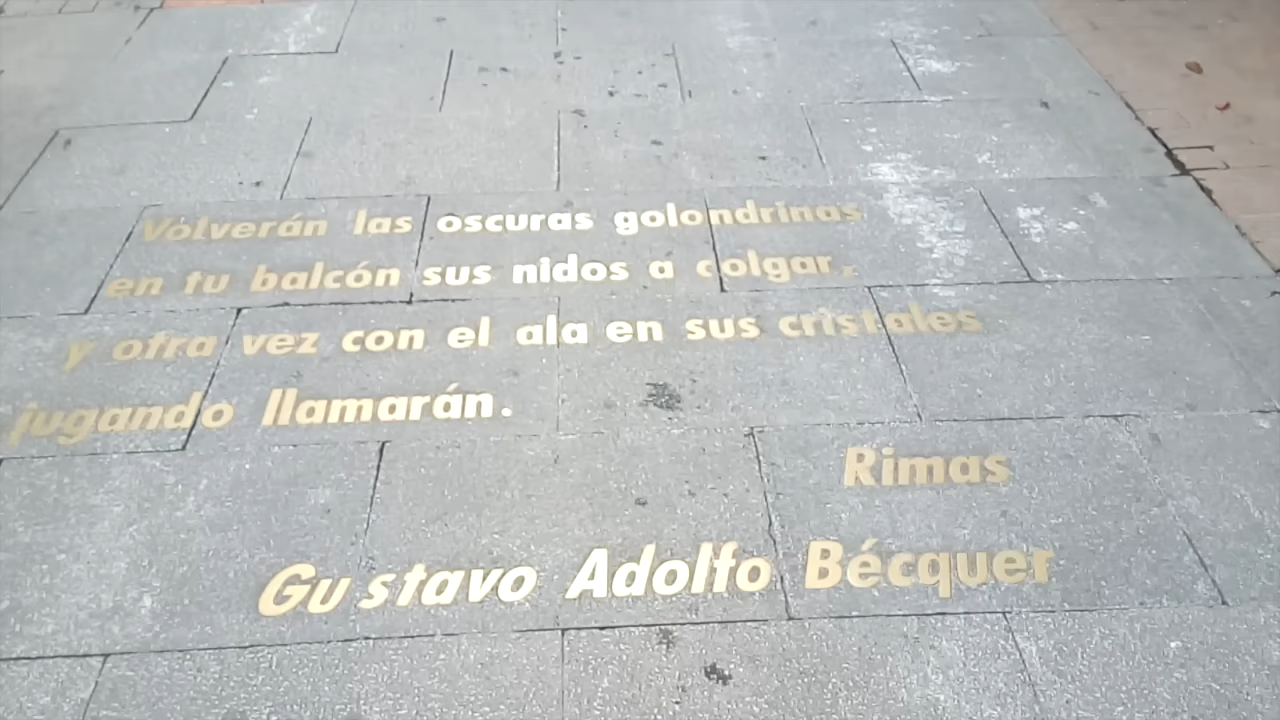 Volverán las oscuras golondrinas
en tu balcón sus nidos a colgar,
y otra vez con el ala en sus cristales
jugando llamarán.
Rimas
Gustavo Adolfo Bécquer